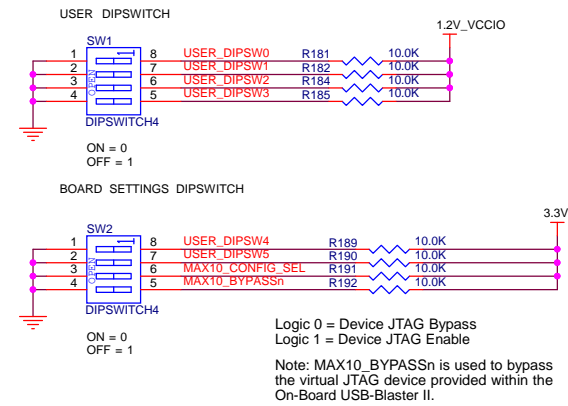 USER DIPSWITCH
1.2V_VCCIO
SW1
1 8 USER_DIPSW0 R181 10.0K
2 7 USER_DIPSW1 R182 10.0K
3 6 USER_DIPSW2 R184 10.0K
4 5 USER_DIPSW3 R185 10.0K
OPEN
DIPSWITCH4
ON = 0
OFF = 1
BOARD SETTINGS DIPSWITCH
3.3V
SW2
1 8 USER_DIPSW4 R189 10.0K
2 7 USER_DIPSW5 R190 10.0K
3 6 MAX10_CONFIG_SEL R191 10.0K
4 5 MAX10_BYPASSn R192 10.0K
OPEN
DIPSWITCH4
ON = 0
OFF = 1
Logic 0 = Device JTAG Bypass
Logic 1 = Device JTAG Enable
Note: MAX10_BYPASSn is used to bypass
the virtual JTAG device provided within the
On-Board USB-Blaster II.